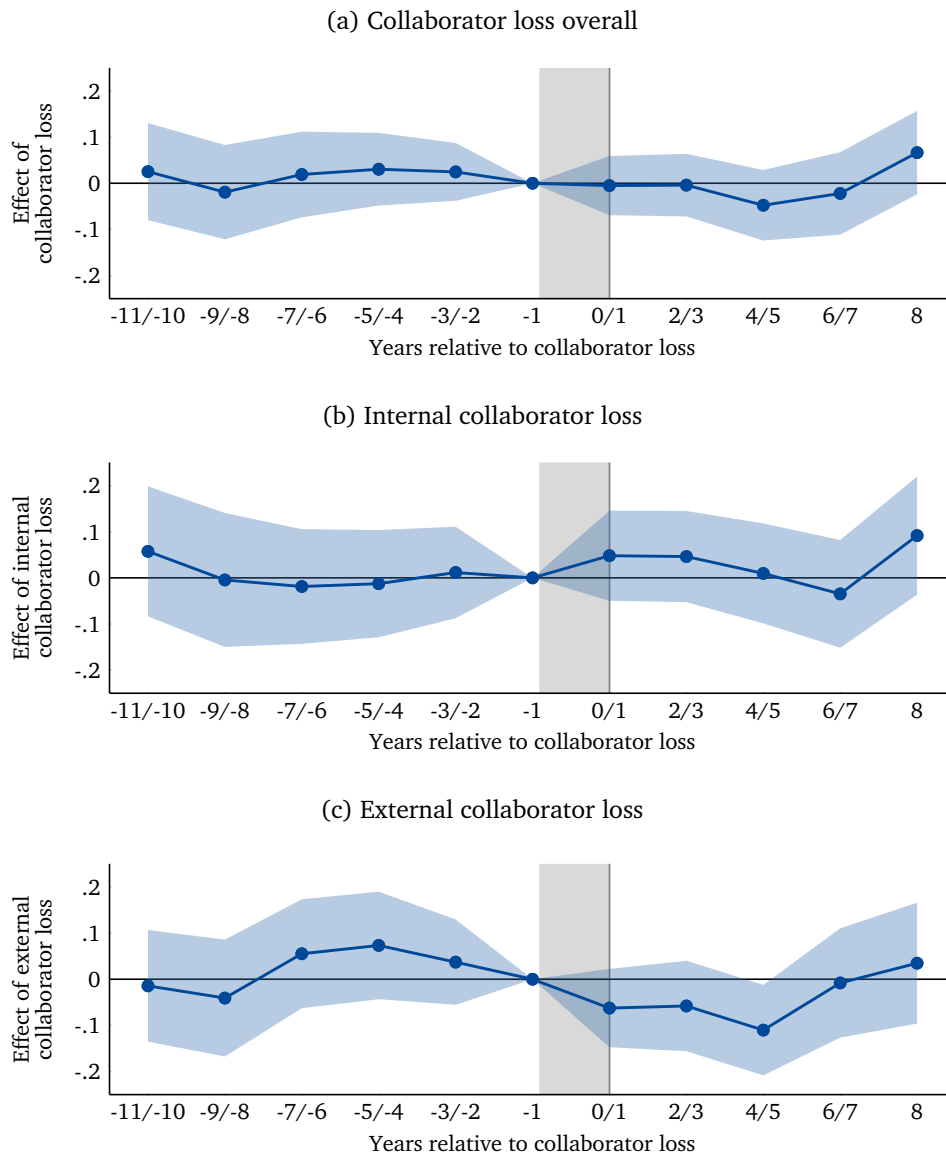 (a) Collaborator loss overall
Effect of
collaborator loss
.2
.1
0
-.1
-.2
-11/-10 -9/-8 -7/-6 -5/-4 -3/-2 -1 0/1 2/3 4/5 6/7 8
Years relative to collaborator loss
(b) Internal collaborator loss
Effect of internal
collaborator loss
.2
.1
0
-.1
-.2
-11/-10 -9/-8 -7/-6 -5/-4 -3/-2 -1 0/1 2/3 4/5 6/7 8
Years relative to collaborator loss
(c) External collaborator loss
Effect of external
collaborator loss
.2
.1
0
-.1
-.2
-11/-10 -9/-8 -7/-6 -5/-4 -3/-2 -1 0/1 2/3 4/5 6/7 8
Years relative to collaborator loss